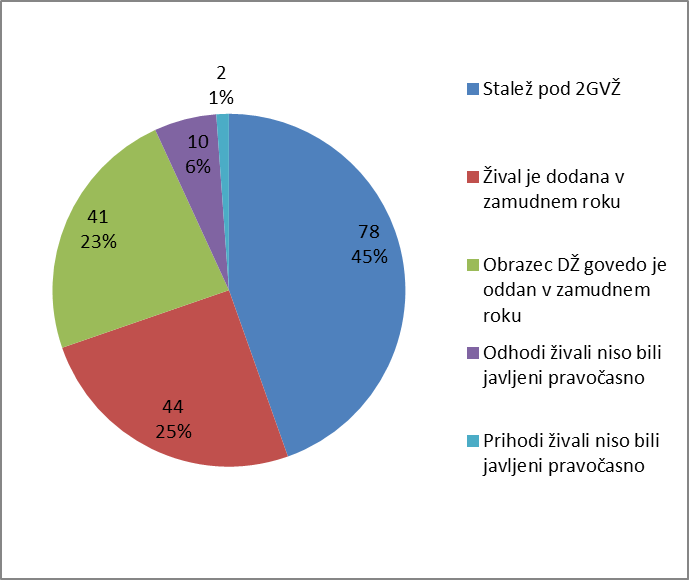 2
1%
10
6%
41
23%
78
45%
44
25%
Stalež pod 2GVŽ
Žival je dodana v
zamudnem roku
Obrazec DŽ govedo je
oddan v zamudnem
roku
Odhodi živali niso bili
javljeni pravočasno
Prihodi živali niso bili
javljeni pravočasno